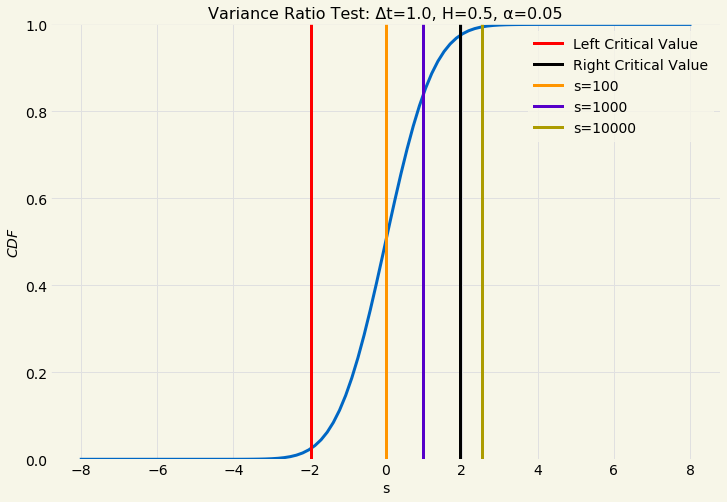 Variance Ratio Test: Δt=1.0, H=0.5, α=0.05
Left Critical Value
Right Critical Value
s=100
s=1000
s=10000
CDF
1.0
0.8
0.6
0.4
0.2
0.0
−8 −6 −4 −2 0 2 4 6 8
s